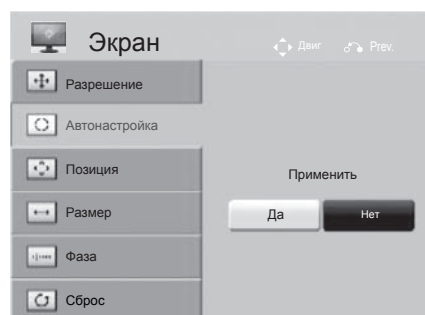 Экран
Двиг Prev.
Разрешение
Автонастройка
Позиция
Размер
Фаза
Сброс
Применить
Да Нет